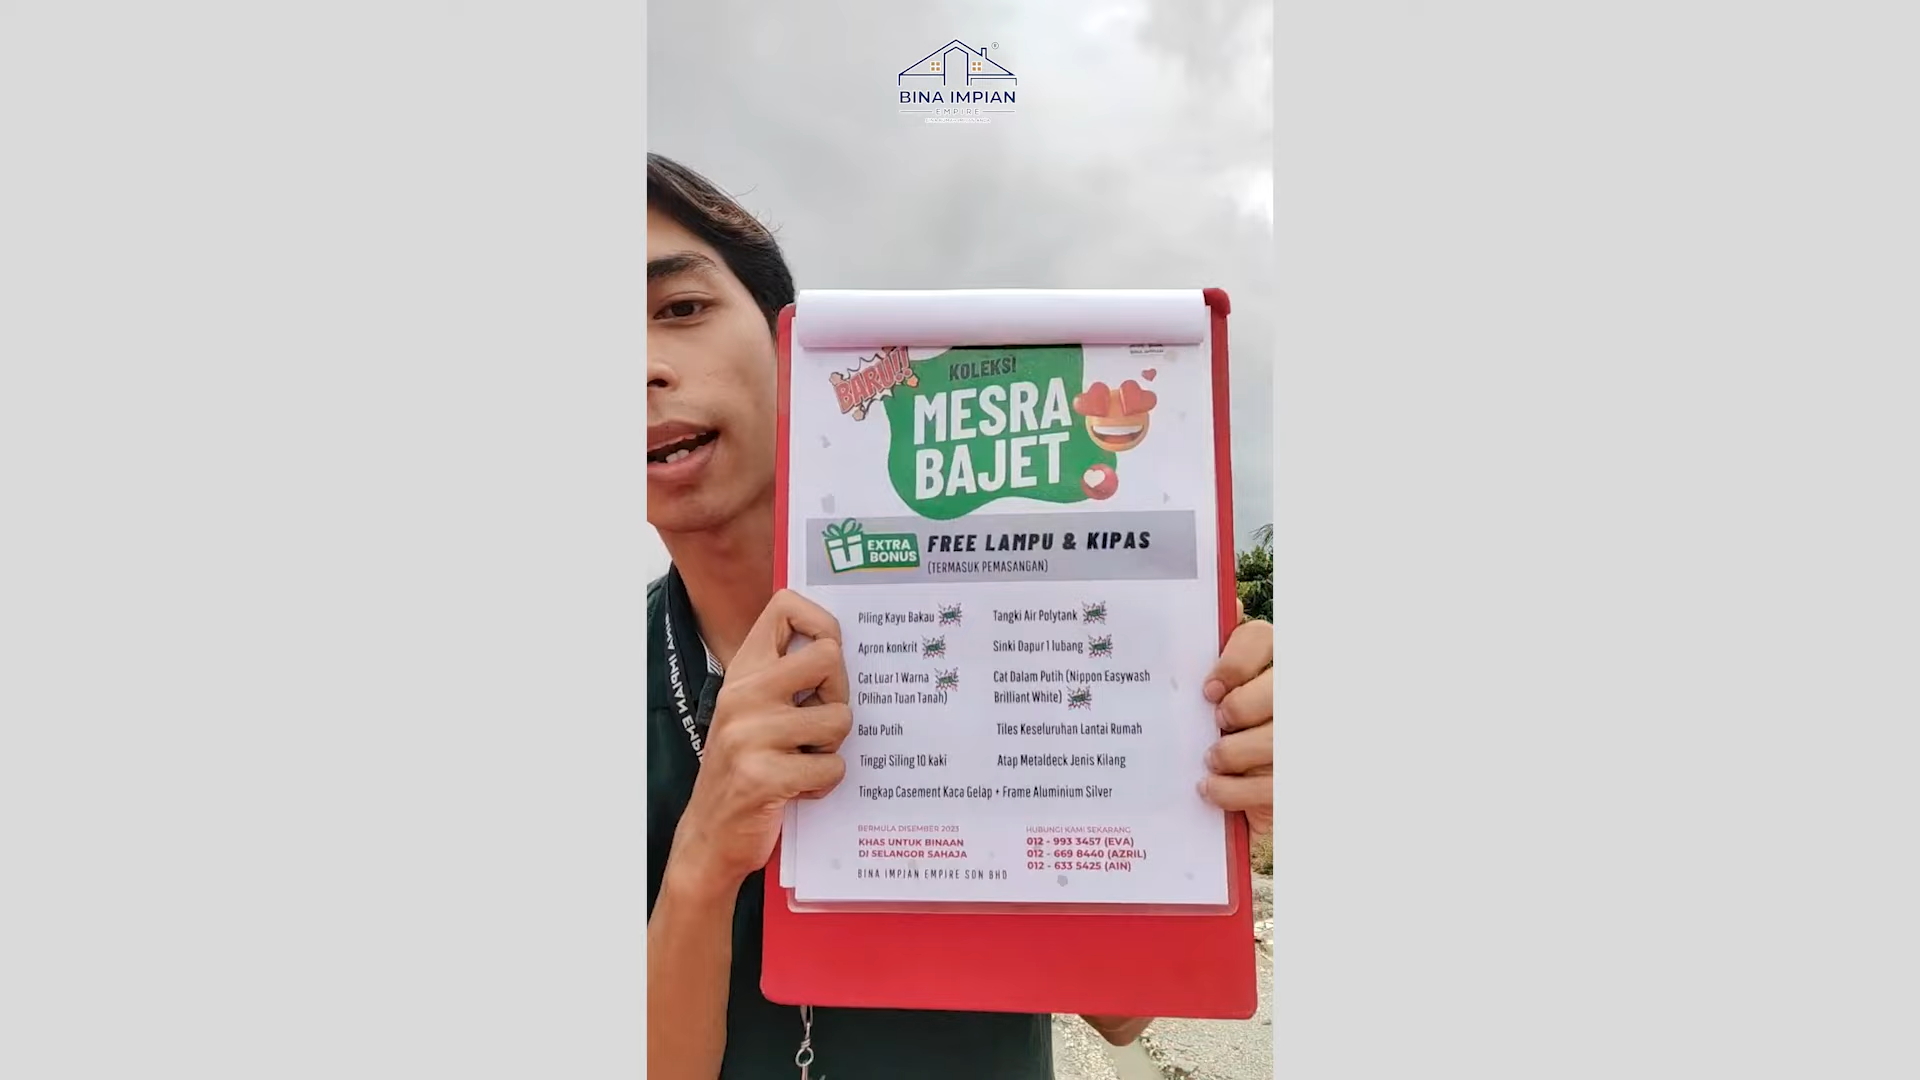 BINA IMPIAN
EMPIRE
BARU!!
KOLEKSI
MESRA
BAJET
EXTRA
BONUS
FREE LAMPU & KIPAS
(TERMASUK PEMASANGAN)
Piling Kayu Bakau
Tangki Air Polytank
Apron konkrit
Sinki Dapur 1 lubang
Cat Luar 1 Warna
(Pilihan Tuan Tanah)
Cat Dalam Putih (Nippon Easywash
Brilliant White)
Batu Putih
Tiles Keseluruhan Lantai Rumah
Tinggi Siling 10 kaki
Atap Metaldeck Jenis Kilang
Tingkap Casement Kaca Gelap + Frame Aluminium Silver
BERMULA DISEMBER 2023
KHAS UNTUK BINAAN
DI SELANGOR SAHAJA
BINA IMPIAN EMPIRE SDN BHD
HUBUNGI KAMI SEKARANG
012 - 993 3457 (EVA)
012 - 669 8440 (AZRIL)
012 - 633 5425 (AIN)
BINA IMPIAN EMPI